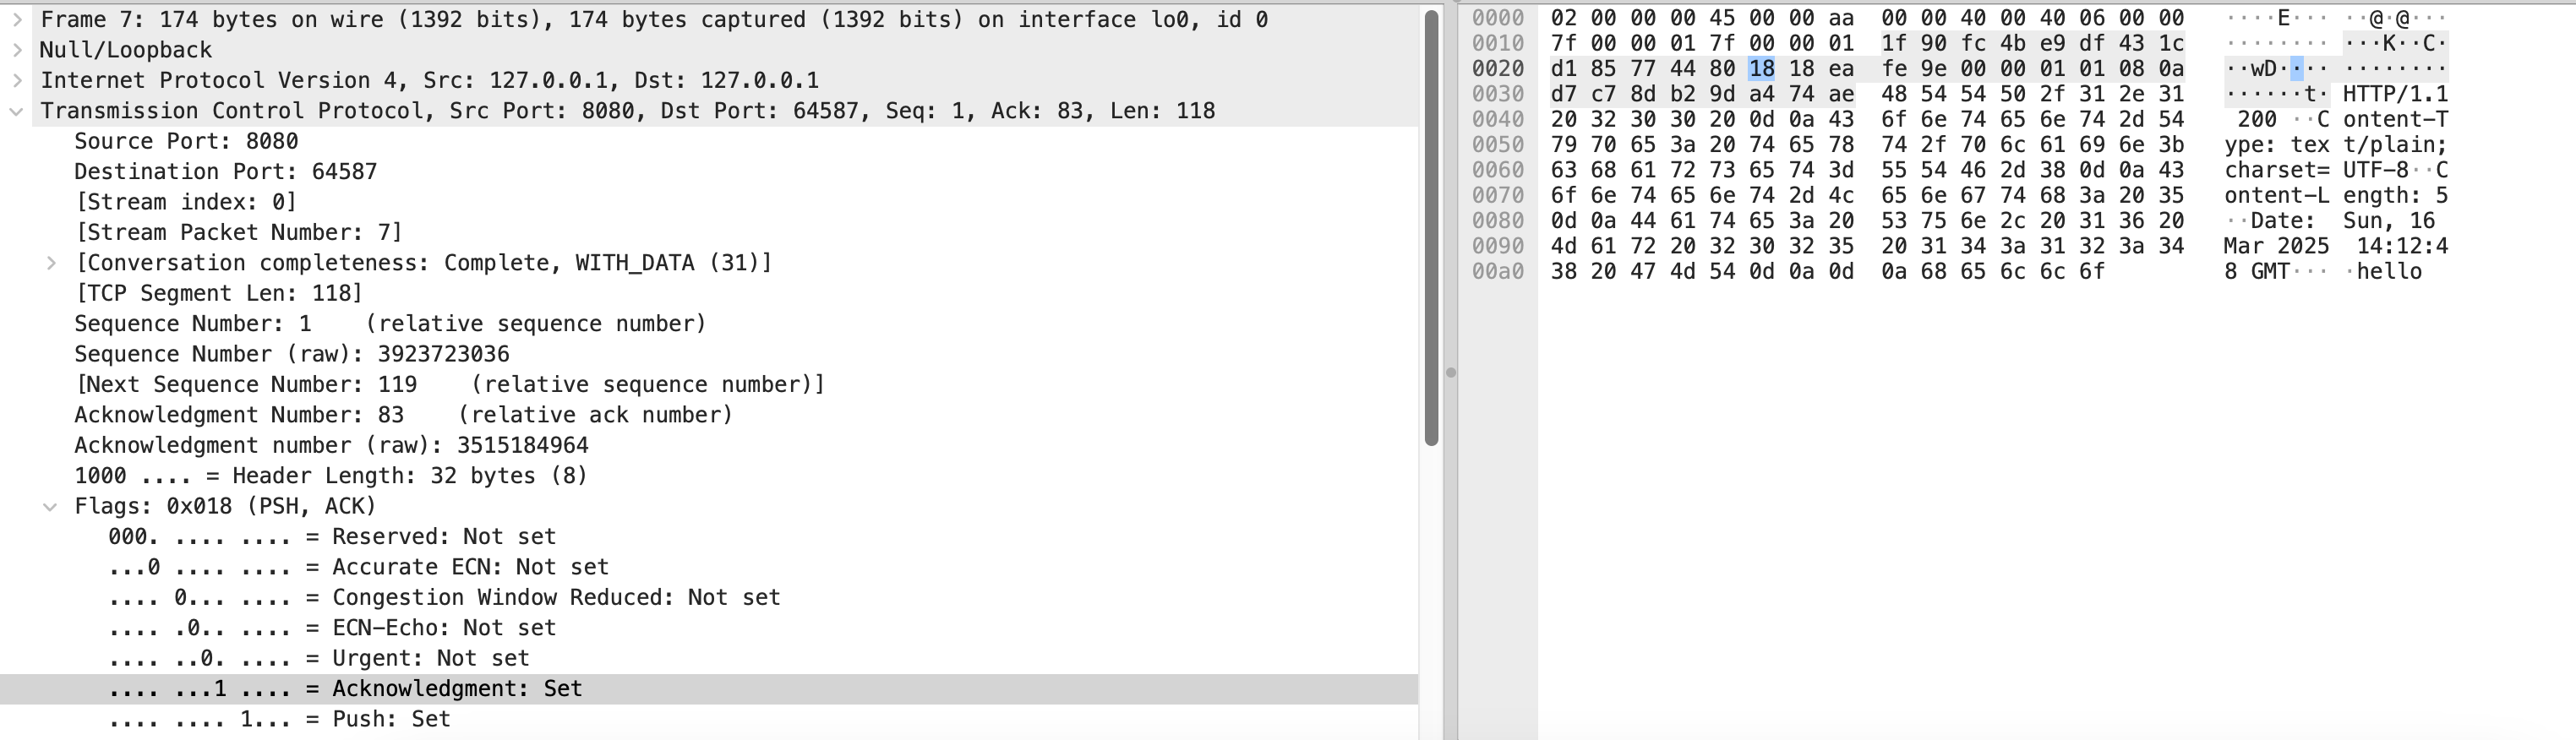 Frame 7: 174 bytes on wire (1392 bits), 174 bytes captured (1392 bits) on interface lo0, id 0
Null/Loopback
Internet Protocol Version 4, Src: 127.0.0.1, Dst: 127.0.0.1
Transmission Control Protocol, Src Port: 8080, Dst Port: 64587, Seq: 1, Ack: 83, Len: 118
Source Port: 8080
Destination Port: 64587
[Stream index: 0]
[Stream Packet Number: 7]
[Conversation completeness: Complete, WITH_DATA (31)]
[TCP Segment Len: 118]
Sequence Number: 1    (relative sequence number)
Sequence Number (raw): 3923723036
[Next Sequence Number: 119    (relative sequence number)]
Acknowledgment Number: 83    (relative ack number)
Acknowledgment number (raw): 3515184964
1000 .... = Header Length: 32 bytes (8)
Flags: 0x018 (PSH, ACK)
000. .... .... = Reserved: Not set
...0 .... .... = Accurate ECN: Not set
.... 0... .... = Congestion Window Reduced: Not set
.... .0.. .... = ECN-Echo: Not set
.... ..0. .... = Urgent: Not set
.... ...1 .... = Acknowledgment: Set
.... .... 1... = Push: Set
0000 02 00 00 00 45 00 00 aa 00 00 40 00 40 06 00 00 ····E··· ··@·@···
0010 7f 00 00 01 7f 00 00 01 1f 90 fc 4b e9 df 43 1c ········ ···K··C·
0020 d1 85 77 44 80 18 18 ea fe 9e 00 00 01 01 08 0a ··wD···· ········
0030 d7 c7 8d b2 9d a4 74 ae 48 54 54 50 2f 31 2e 31 ······t· HTTP/1.1
0040 20 32 30 30 20 0d 0a 43 6f 6e 74 65 6e 74 2d 54  200 ··C ontent-T
0050 79 70 65 3a 20 74 65 78 74 2f 70 6c 61 69 6e 3b ype: tex t/plain;
0060 63 68 61 72 73 65 74 3d 55 54 46 2d 38 0d 0a 43 charset= UTF-8··C
0070 6f 6e 74 65 6e 74 2d 4c 65 6e 67 74 68 3a 20 35 ontent-L ength: 5
0080 0d 0a 44 61 74 65 3a 20 53 75 6e 2c 20 31 36 20 ··Date:  Sun, 16
0090 4d 61 72 20 32 30 32 35 20 31 34 3a 31 32 3a 34 Mar 2025  14:12:4
00a0 38 20 47 4d 54 0d 0a 0d 0a 68 65 6c 6c 6f 8 GMT··· ·hello